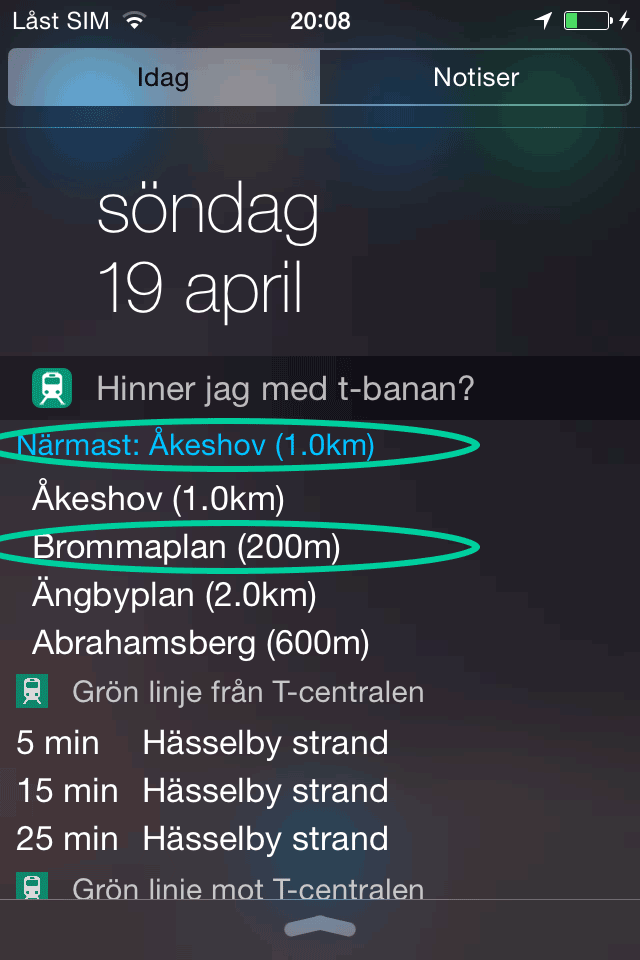 Låst SIM 20:08
Idag Notiser
söndag
19 april
Hinner jag med t-banan?
Närmast: Åkeshov (1.0km)
Åkeshov (1.0km)
Brommaplan (200m)
Ängbyplan (2.0km)
Abrahamsberg (600m)
Grön linje från T-centralen
5 min Hässelby strand
15 min Hässelby strand
25 min Hässelby strand
Grön linje mot T-centralen